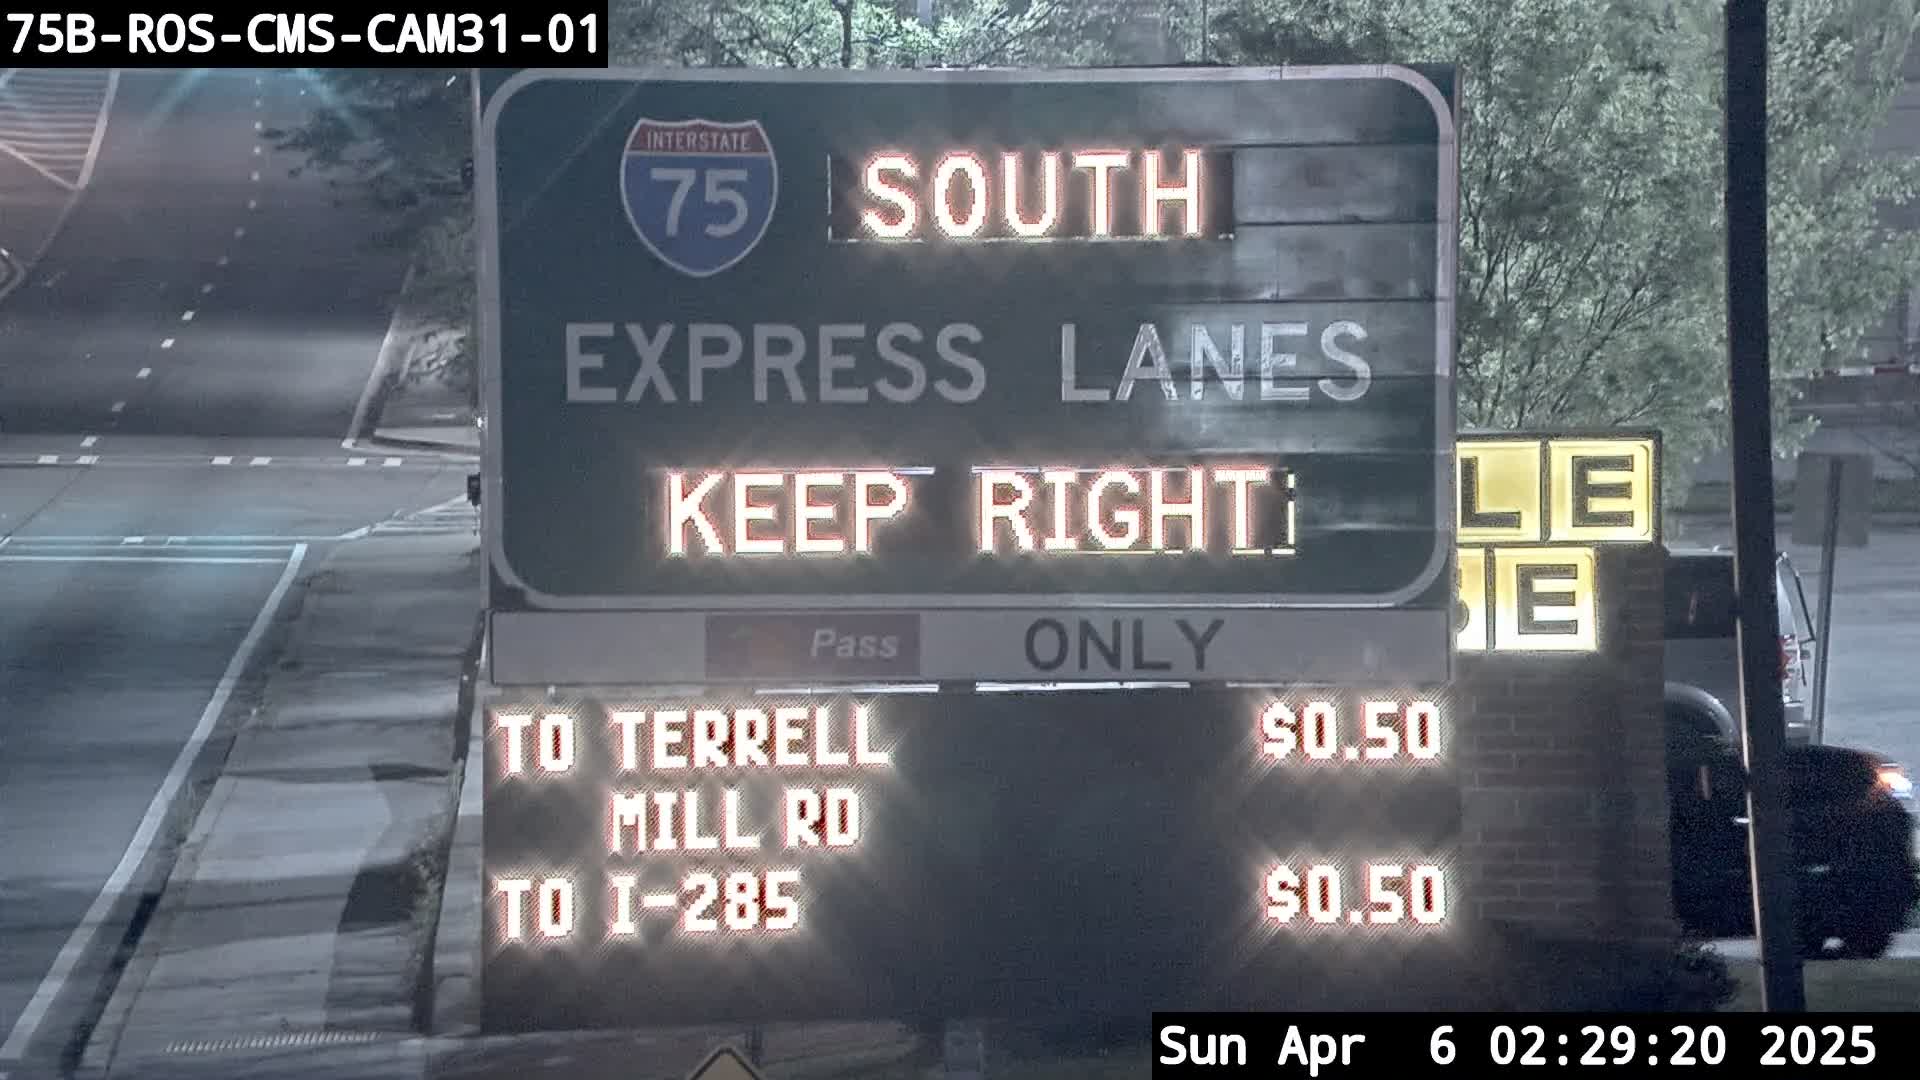 75B-ROS-CMS-CAM31-01
INTERSTATE
75
SOUTH
EXPRESS LANES
KEEP RIGHT
Pass ONLY
TO TERRELL $0.50
MILL RD
TO I-285 $0.50
LE
E
Sun Apr 6 02:29:20 2025